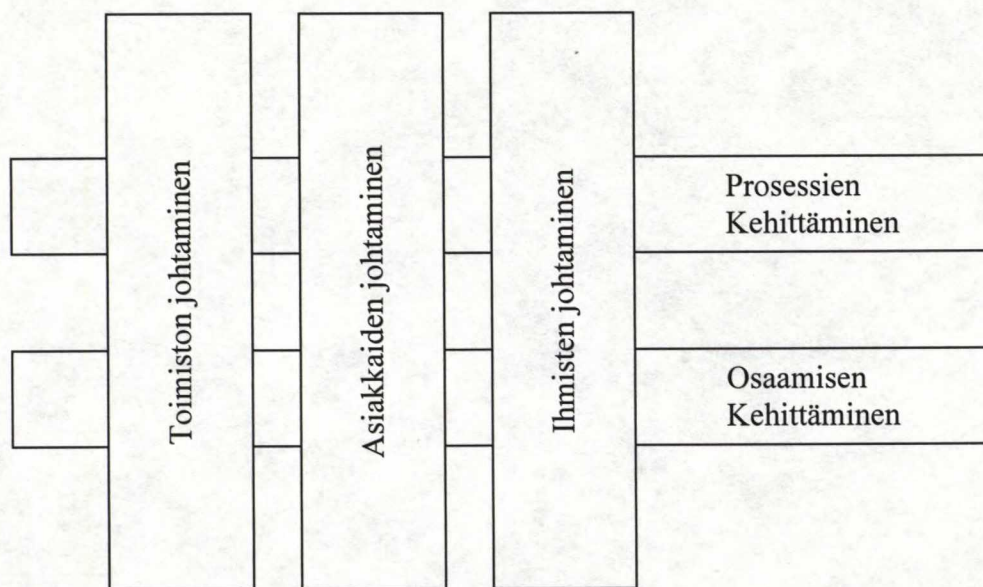 Toimiston johtaminen
Asiakkaiden johtaminen
Ihmisten johtaminen
Prosessien
Kehittäminen
Osaamisen
Kehittäminen